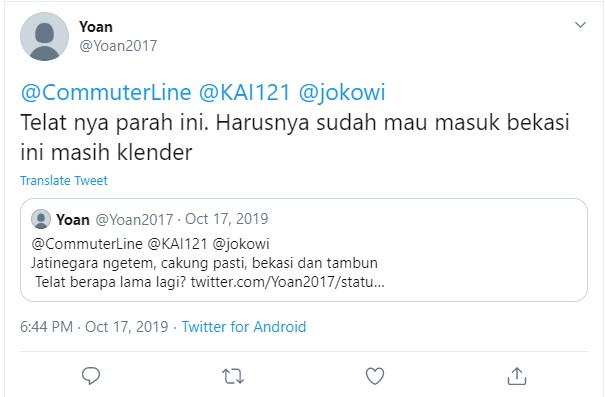 Yoan
@Yoan2017
@CommuterLine @KAI121 @jokowi
Telat nya parah ini. Harusnya sudah mau masuk bekasi
ini masih klender
Translate Tweet
Yoan @Yoan2017 · Oct 17, 2019
@CommuterLine @KAI121 @jokowi
Jatinegara ngetem, cakung pasti, bekasi dan tambun
Telat berapa lama lagi? twitter.com/Yoan2017/statu...
6:44 PM · Oct 17, 2019 · Twitter for Android